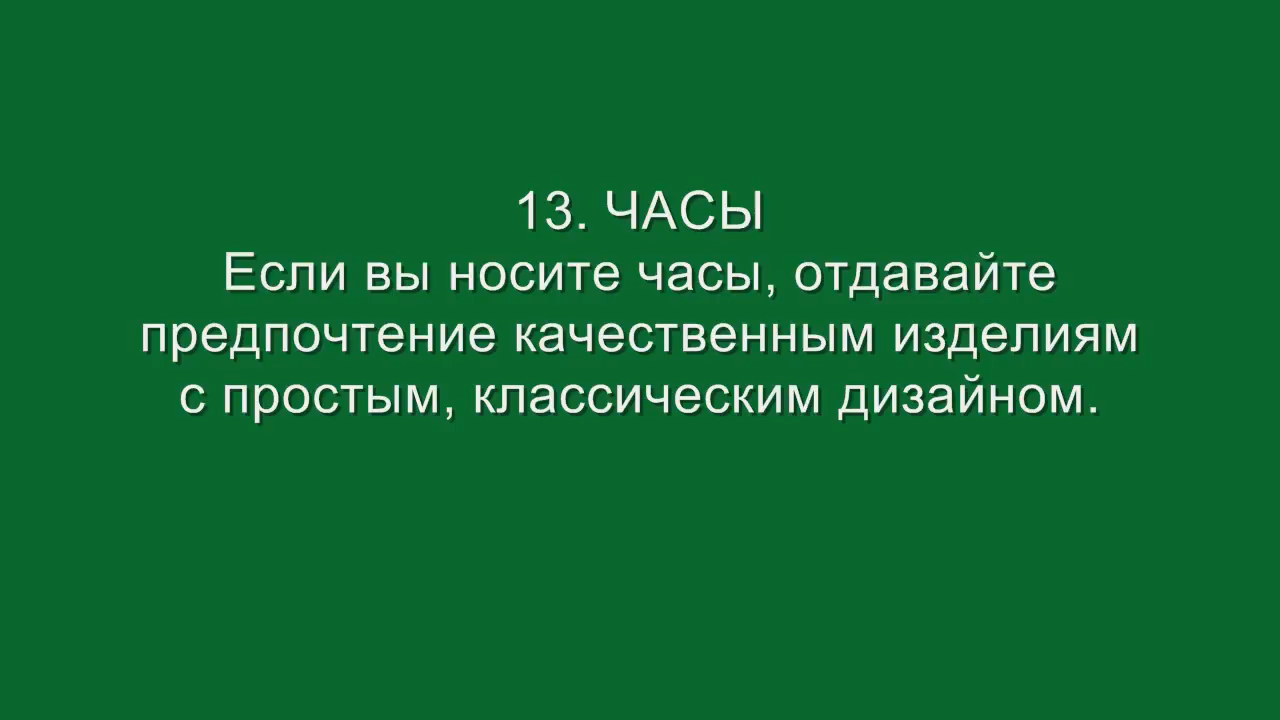 13. ЧАСЫ
Если вы носите часы, отдавайте
предпочтение качественным изделиям
с простым, классическим дизайном.